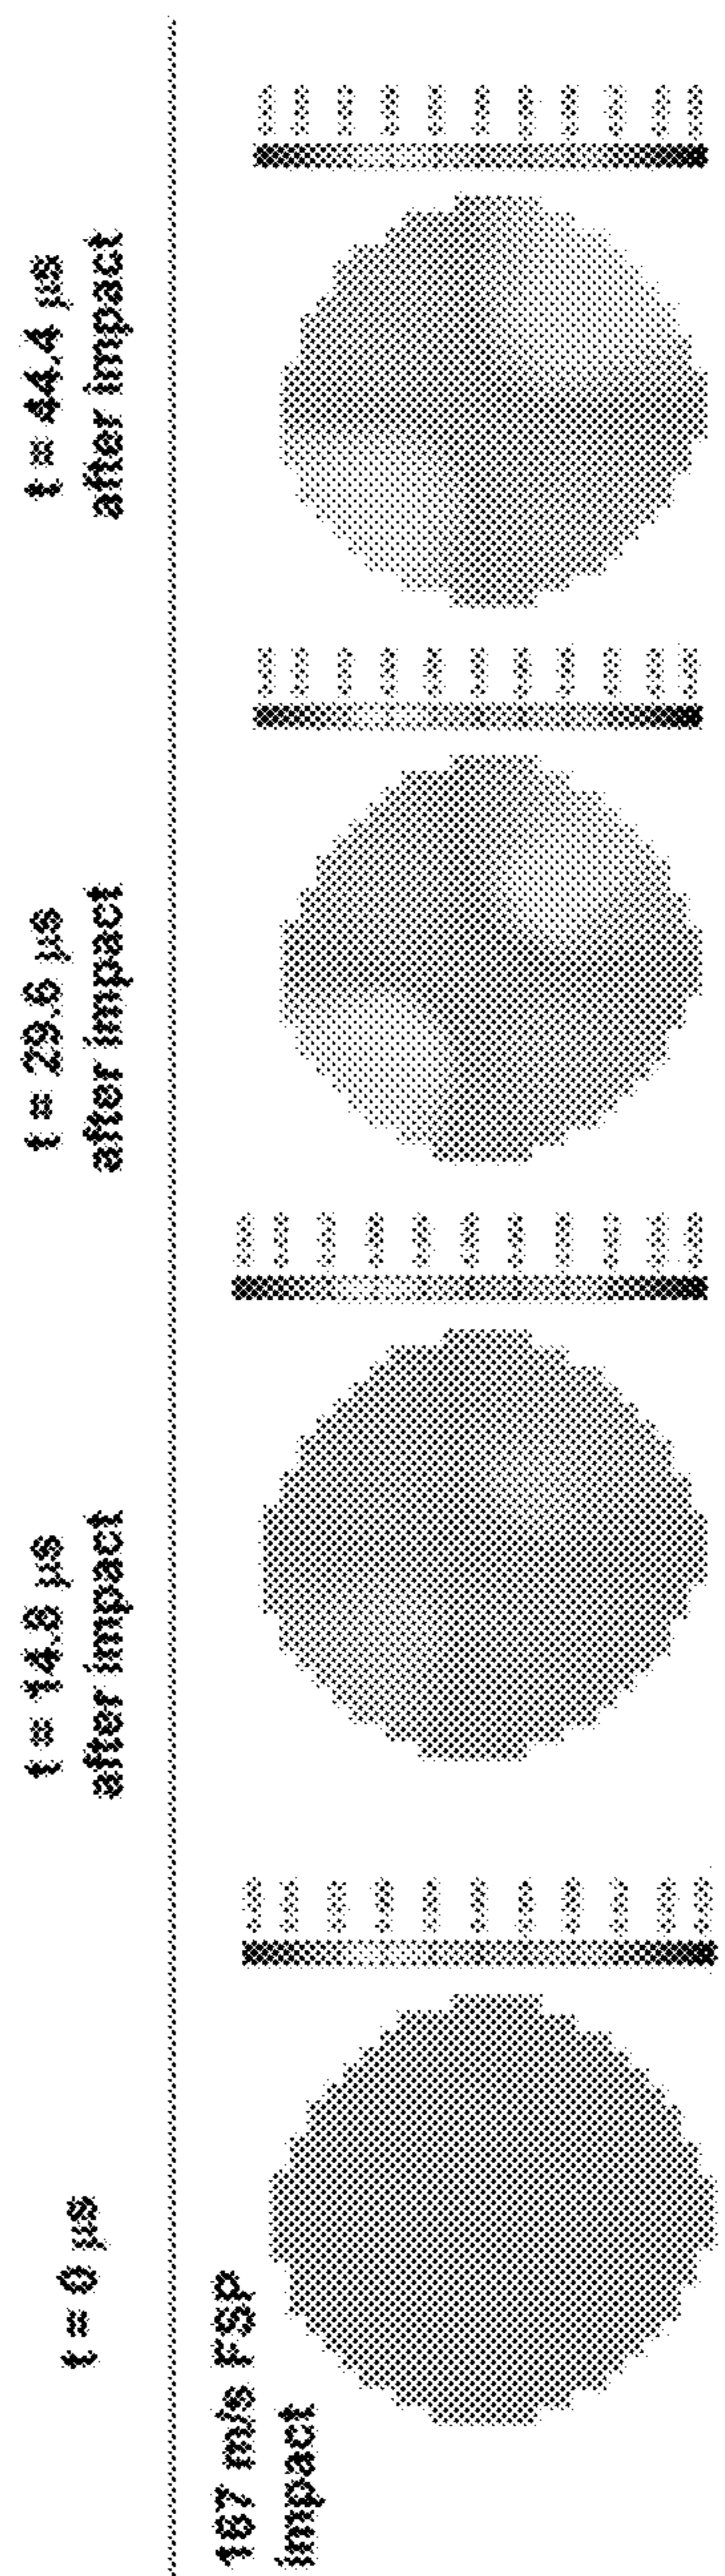 t = 0 µs
t = 14.8 µs
after impact
t = 29.6 µs
after impact
t = 44.4 µs
after impact
187 m/s FSP
impact